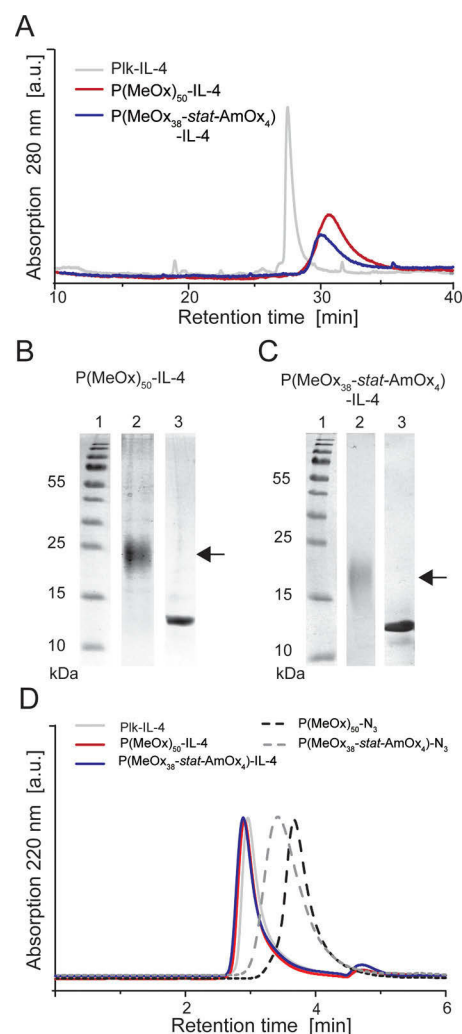 A
Absorption 280 nm [a.u.]
Plk-IL-4
P(MeOx)₅₀-IL-4
P(MeOx₃₈-stat-AmOx₄)
-IL-4
10 20 30 40
Retention time [min]
B
P(MeOx)₅₀-IL-4
1 2 3
55
25
15
10
kDa
C
P(MeOx₃₈-stat-AmOx₄)
-IL-4
1 2 3
55
25
15
10
kDa
D
Absorption 220 nm [a.u.]
Plk-IL-4
P(MeOx)₅₀-IL-4
P(MeOx₃₈-stat-AmOx₄)-IL-4
P(MeOx)₅₀-N₃
P(MeOx₃₈-stat-AmOx₄)-N₃
2 4 6
Retention time [min]